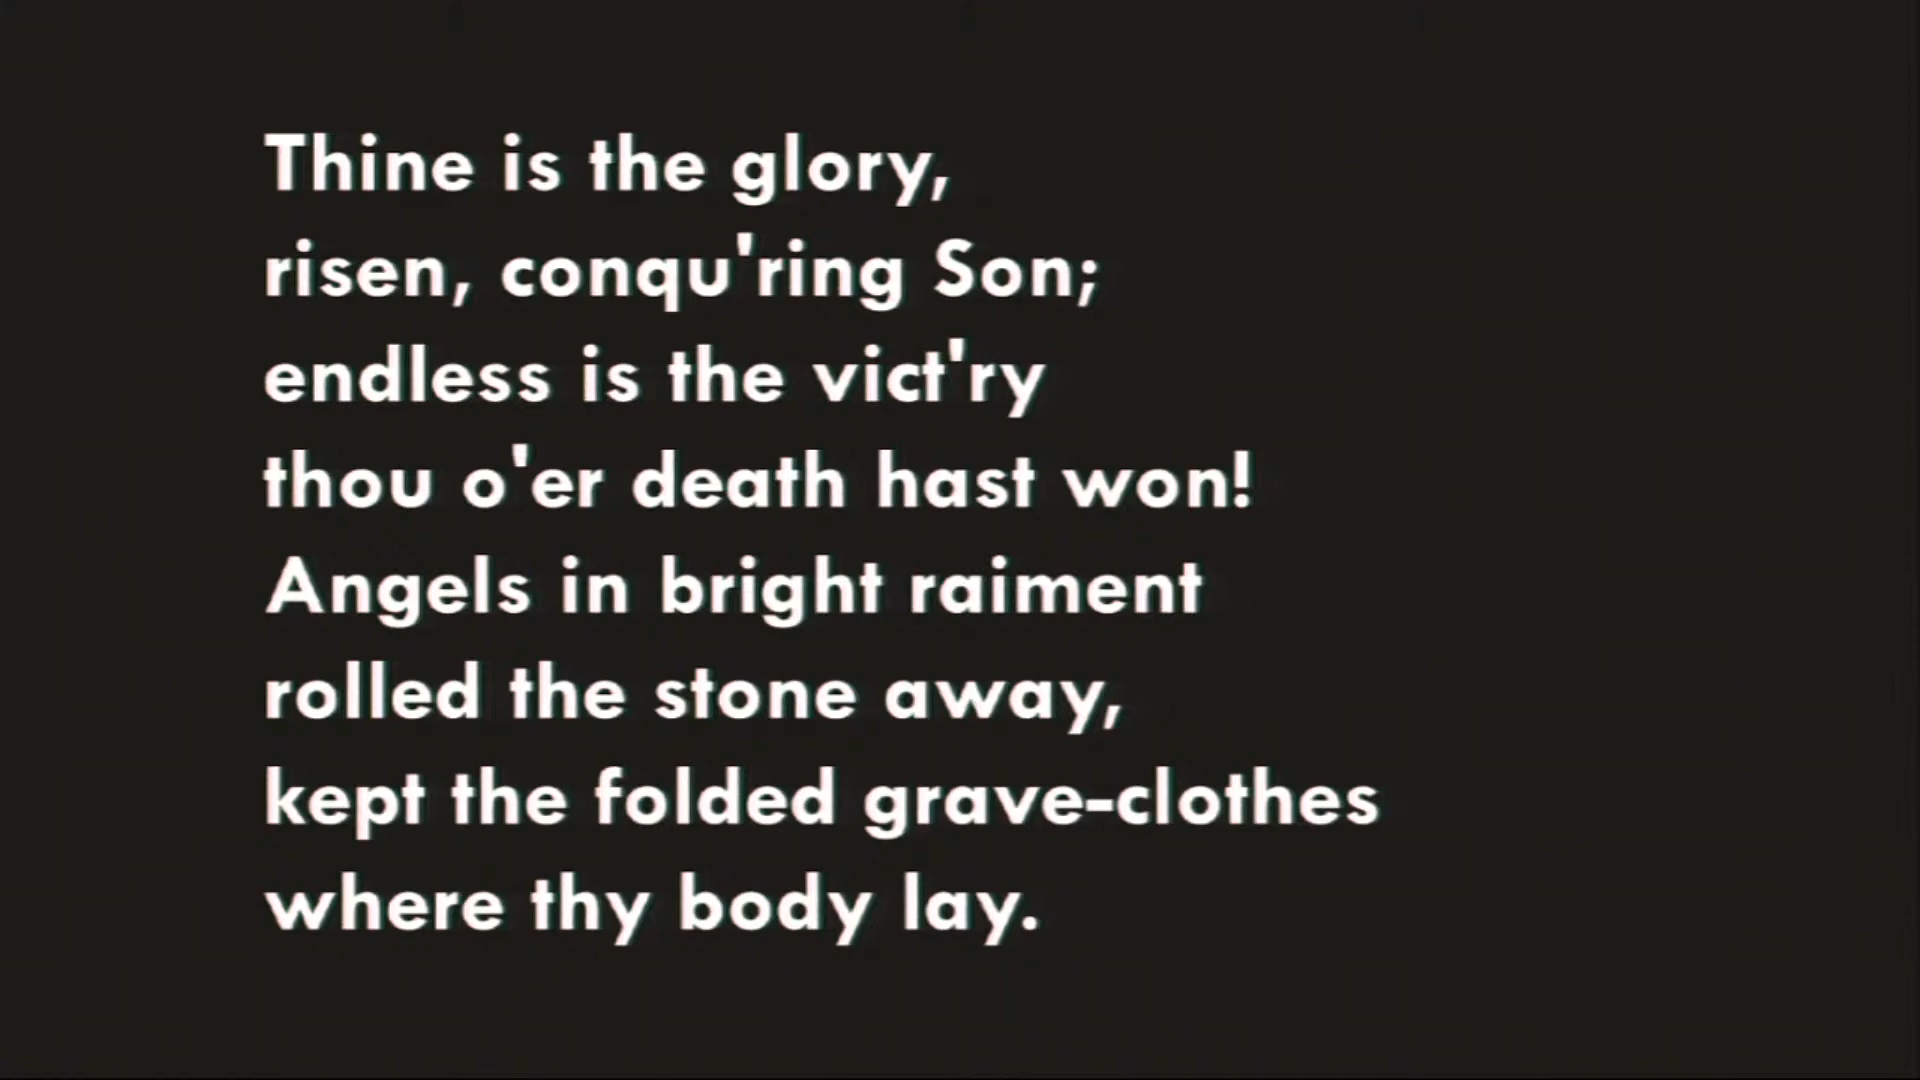 Thine is the glory,
risen, conqu'ring Son;
endless is the vict'ry
thou o'er death hast won!
Angels in bright raiment
rolled the stone away,
kept the folded grave-clothes
where thy body lay.